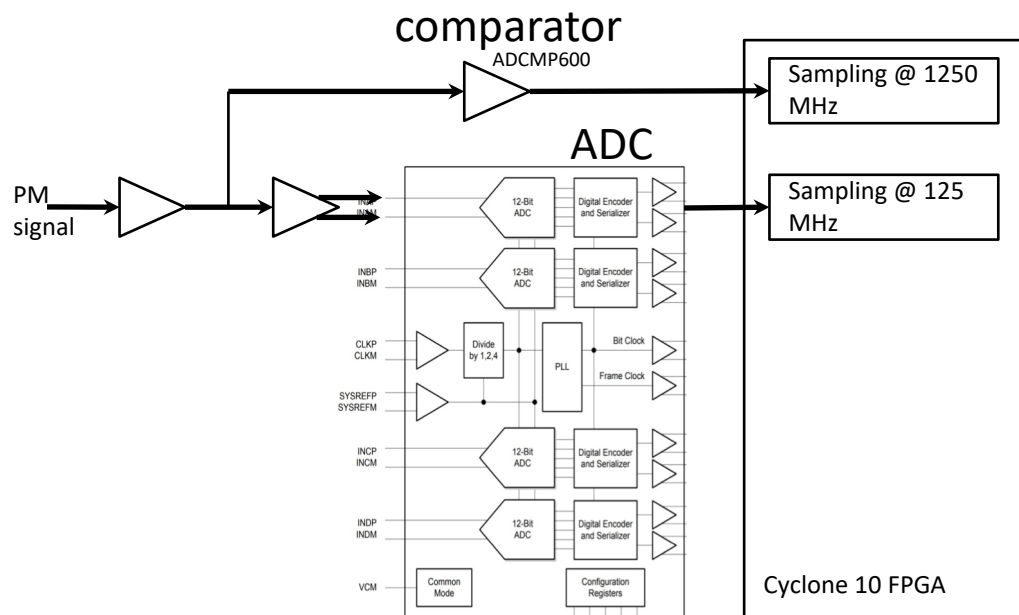 comparator
ADCMP600
Sampling @ 1250
MHz
ADC
PM
signal
Sampling @ 125
MHz
12-Bit
ADC
Digital Encoder
and Serializer
INBP
INBM
12-Bit
ADC
Digital Encoder
and Serializer
CLKP
CLKM
Divide
by 1,2,4
PLL
Bit Clock
Frame Clock
SYSREFP
SYSREFM
INCP
INCM
12-Bit
ADC
Digital Encoder
and Serializer
INDP
INDM
12-Bit
ADC
Digital Encoder
and Serializer
VCM
Common
Mode
Configuration
Registers
Cyclone 10 FPGA